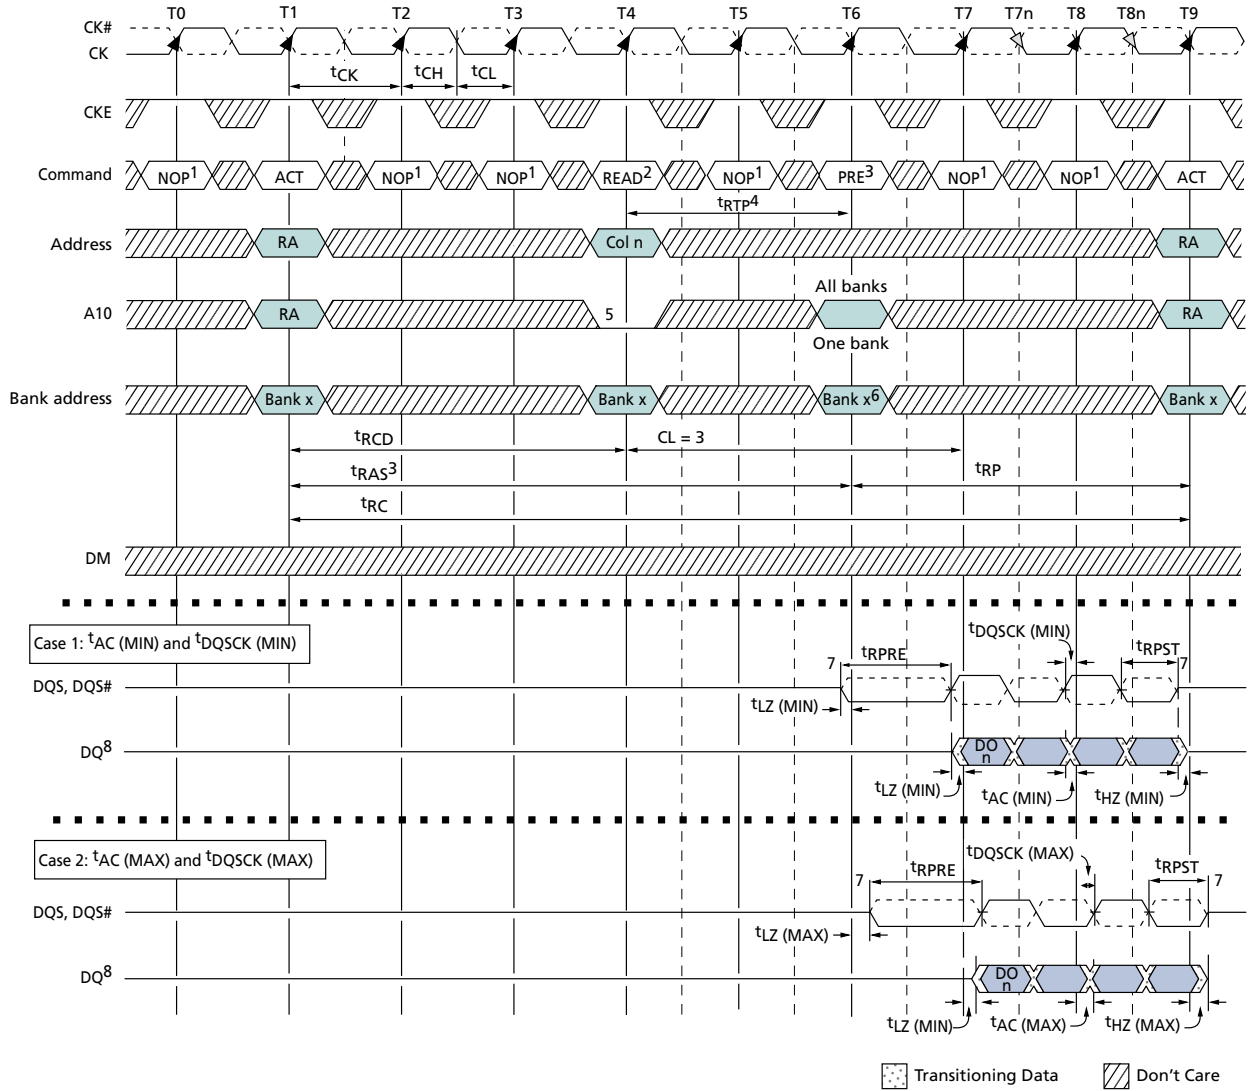 T0 T1 T2 T3 T4 T5 T6 T7 T7n T8 T8n T9
CK#
CK
tCK tCH tCL
CKE
Command NOP1 ACT NOP1 NOP1 READ2 NOP1 PRE3 NOP1 NOP1 ACT
tRTP4
Address RA Col n RA
All banks
A10 RA 5 RA
One bank
Bank address Bank x Bank x Bank x6 Bank x
tRCD CL = 3
tRAS3 tRP
tRC
DM
Case 1: tAC (MIN) and tDQSCK (MIN)
tDQSCK (MIN)
7 tRPRE tRPST 7
DQS, DQS#
tLZ (MIN)
DQ8 DO
n
tLZ (MIN) tAC (MIN) tHZ (MIN)
Case 2: tAC (MAX) and tDQSCK (MAX)
tDQSCK (MAX)
7 tRPRE tRPST 7
DQS, DQS#
tLZ (MAX)
DQ8 DO
n
tLZ (MIN) tAC (MAX) tHZ (MAX)
Transitioning Data Don't Care